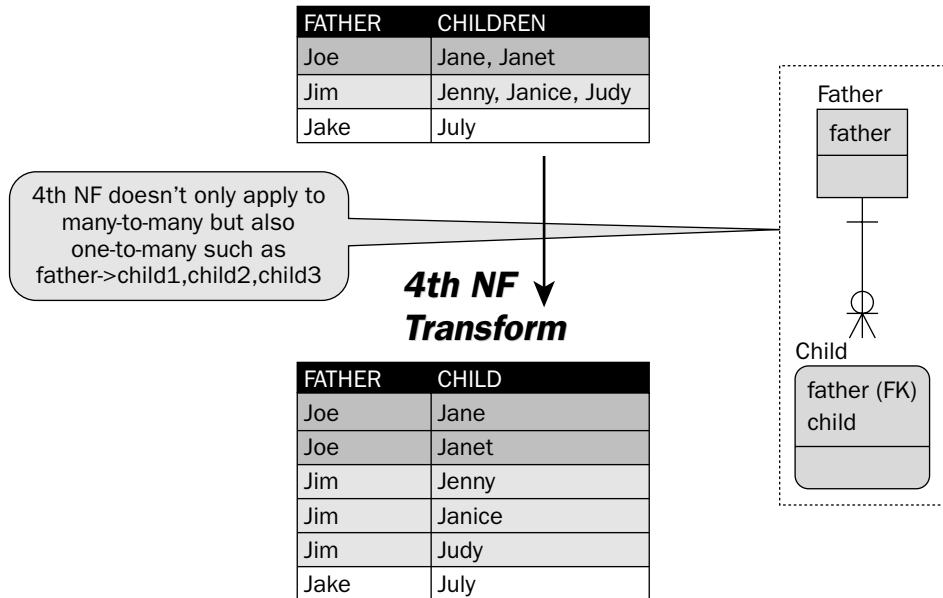 FATHER CHILDREN
Joe Jane, Janet
Jim Jenny, Janice, Judy
Jake July
4th NF doesn’t only apply to
many-to-many but also
one-to-many such as
father->child1,child2,child3
4th NF
Transform
FATHER CHILD
Joe Jane
Joe Janet
Jim Jenny
Jim Janice
Jim Judy
Jake July
Father
father
Child
father (FK)
child